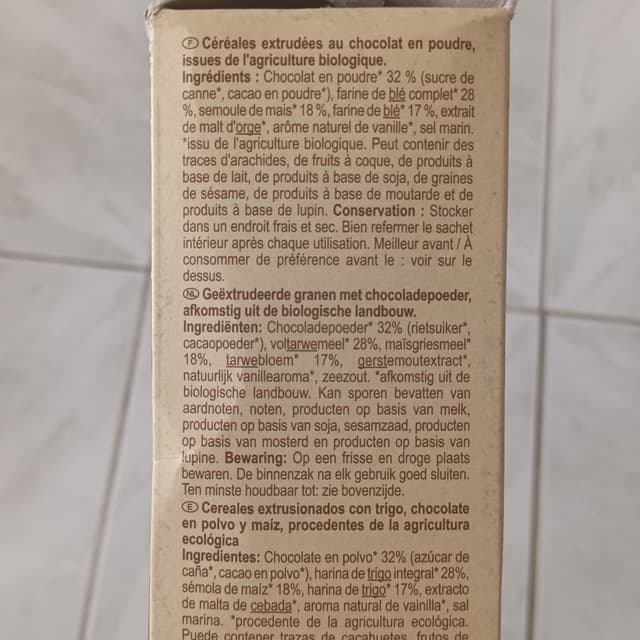 Ⓕ Céréales extrudées au chocolat en poudre,
issues de l'agriculture biologique.
Ingrédients : Chocolat en poudre* 32 % (sucre de
canne*, cacao en poudre*), farine de blé complet* 28
%, semoule de mais* 18 %, farine de blé* 17 %, extrait
de malt d'orge*, arôme naturel de vanille*, sel marin.
*issu de l'agriculture biologique. Peut contenir des
traces d'arachides, de fruits à coque, de produits à
base de lait, de produits à base de soja, de graines
de sésame, de produits à base de moutarde et de
produits à base de lupin. Conservation : Stocker
dans un endroit frais et sec. Bien refermer le sachet
intérieur après chaque utilisation. Meilleur avant / À
consommer de préférence avant le : voir sur le
dessus.
NL Geëxtrudeerde granen met chocoladepoeder,
afkomstig uit de biologische landbouw.
Ingrediënten: Chocoladepoeder* 32% (rietsuiker*,
cacaopoeder*), voltarwemeel* 28%, maïsgriesmeel*
18%, tarwebloem* 17%, gerstemoutextract*,
natuurlijk vanillearoma*, zeezout. *afkomstig uit de
biologische landbouw. Kan sporen bevatten van
aardnoten, noten, producten op basis van melk,
producten op basis van soja, sesamzaad, producten
op basis van mosterd en producten op basis van
lupine. Bewaring: Op een frisse en droge plaats
bewaren. De binnenzak na elk gebruik goed sluiten.
Ten minste houdbaar tot: zie bovenzijde.
Ⓔ Cereales extrusionados con trigo, chocolate
en polvo y maíz, procedentes de la agricultura
ecológica
Ingredientes: Chocolate en polvo* 32% (azúcar de
caña*, cacao en polvo*), harina de trigo integral* 28%,
sémola de maíz* 18%, harina de trigo* 17%, extracto
de malta de cebada*, aroma natural de vainilla*, sal
marina. *procedente de la agricultura ecológica.
Puede contener trazas de cacahuetes, frutos de